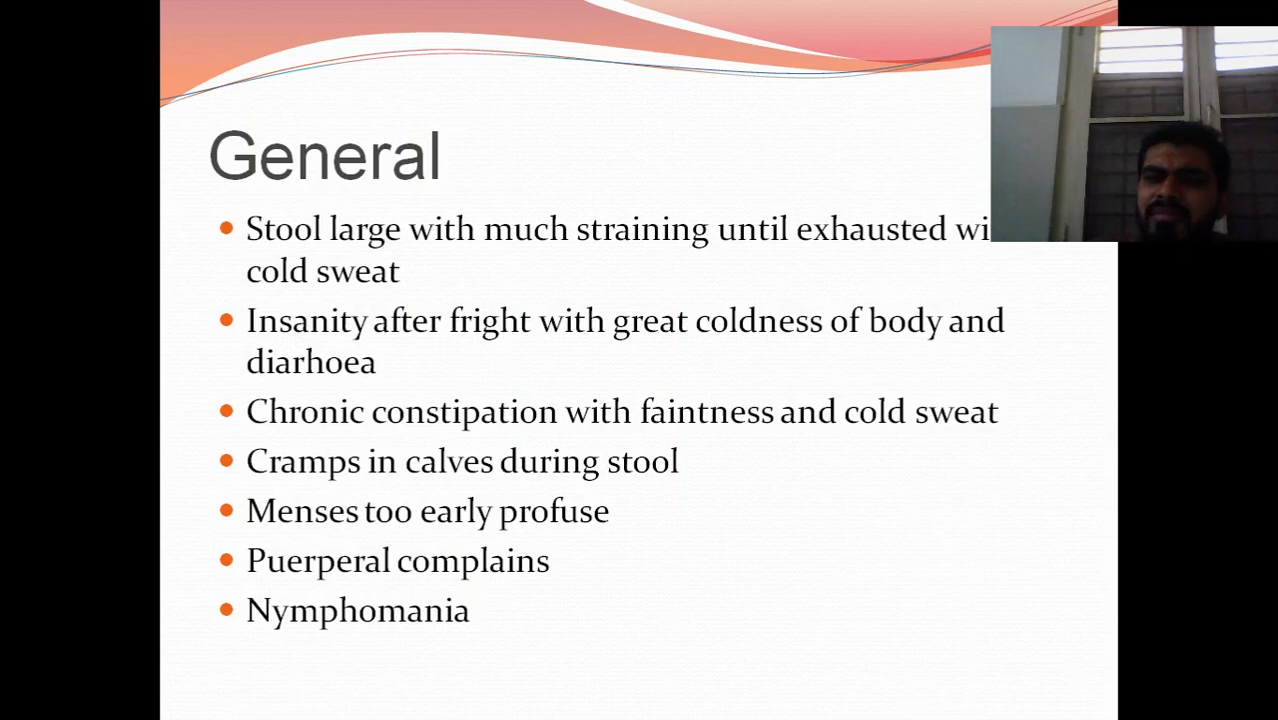 General
Stool large with much straining until exhausted
cold sweat
Insanity after fright with great coldness of body and
diarhoea
Chronic constipation with faintness and cold sweat
Cramps in calves during stool
Menses too early profuse
Puerperal complains
Nymphomania